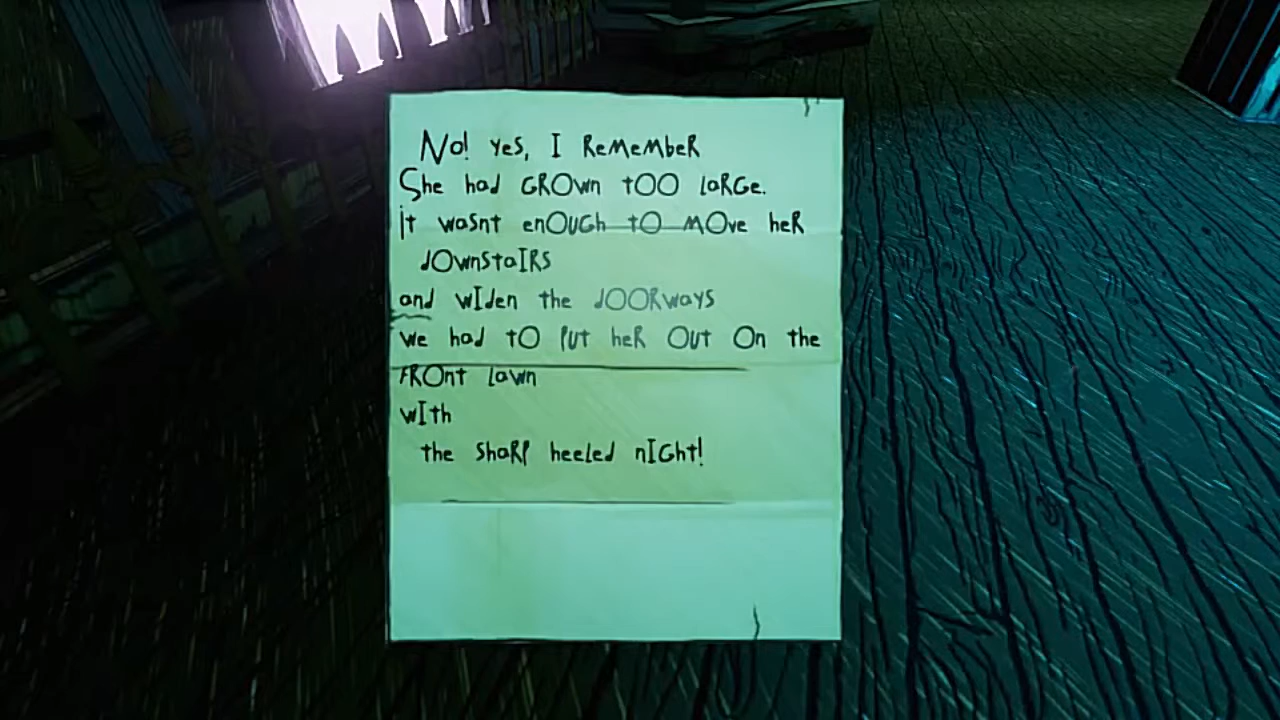 No! yes, I ReMeMbeR
She had GROwn tOO laRGe.
it wasnt enOUGh tO MOve heR
dOwnstaIRS
and wIden the dOORways
we had tO PUt heR OUt On the
FROnt lawn
wIth
the ShaRP heeled nIGht!